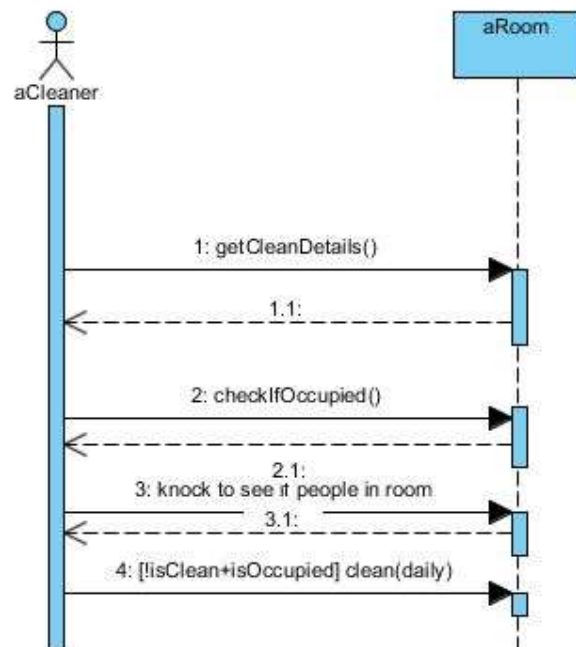 aRoom
aCleaner
1: getCleanDetails()
1.1:
2: checkIfOccupied()
2.1:
3: knock to see if people in room
3.1:
4: [!isClean+isOccupied] clean(daily)